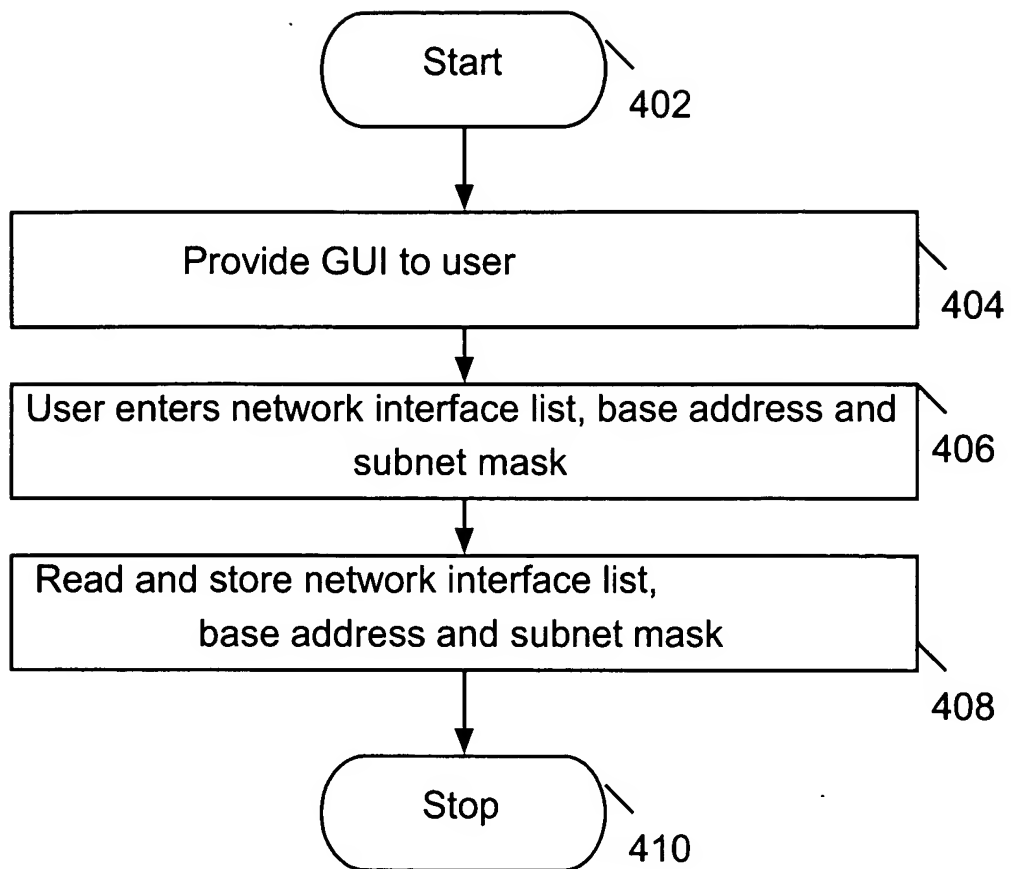 Start
402
Provide GUI to user
404
User enters network interface list, base address and
subnet mask
406
Read and store network interface list,
base address and subnet mask
408
Stop
410